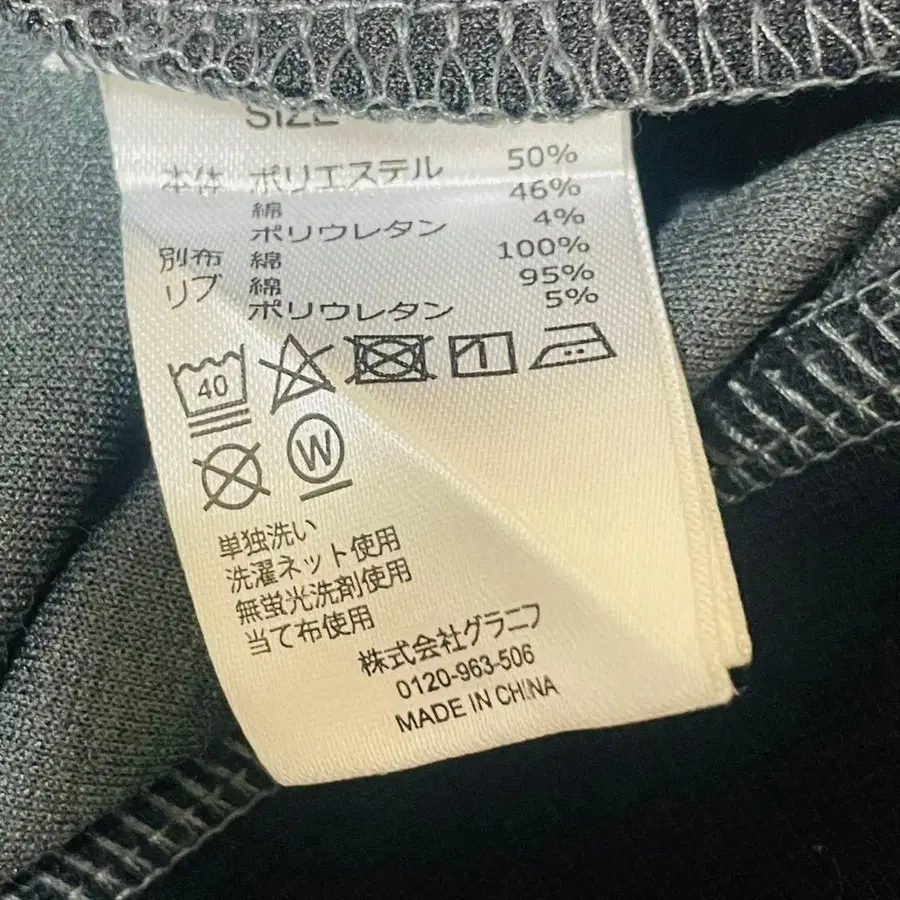 SIZE
本体 ポリエステル 50%
綿 46%
ポリウレタン 4%
別布 綿 100%
リブ 綿 95%
ポリウレタン 5%
40
W
単独洗い
洗濯ネット使用
無蛍光洗剤使用
当て布使用
株式会社グラニフ
0120-963-506
MADE IN CHINA